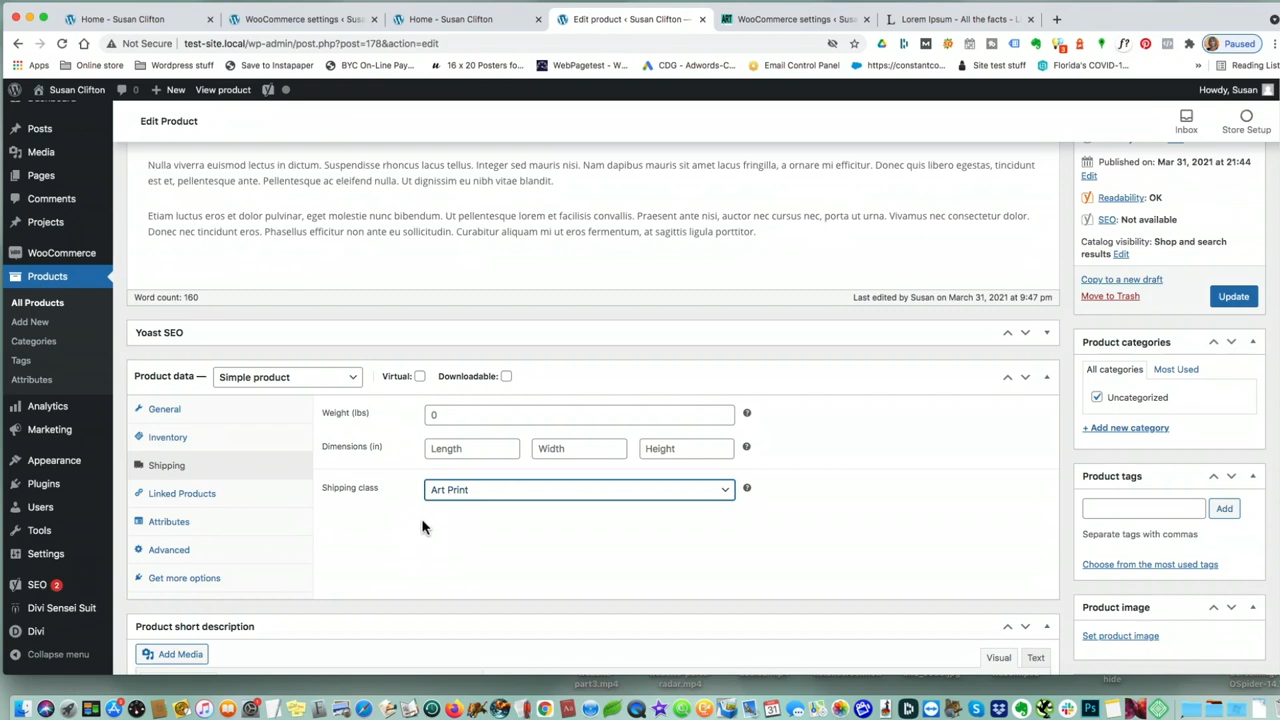 Home - Susan Clifton
WooCommerce settings ‹ Susan C
Home - Susan Clifton
Edit product ‹ Susan Clifton —
WooCommerce settings ‹ Susan
Lorem Ipsum - All the facts - L
Not Secure
test-site.local/wp-admin/post.php?post=178&action=edit
Paused
Apps
Online store
Wordpress stuff
Save to Instapaper
BYC On-Line Pay...
16 x 20 Posters fo...
WebPagetest - W...
CDG - Adwords-C...
Email Control Panel
https://constantco...
Site test stuff
Florida's COVID-1...
»
Reading List
Susan Clifton
0
New
View product
Howdy, Susan
Dashboard
Posts
Media
Pages
Comments
Projects
WooCommerce
Products
All Products
Add New
Categories
Tags
Attributes
Analytics
Marketing
Appearance
Plugins
Users
Tools
Settings
SEO 2
Divi Sensei Suit
Divi
Collapse menu
Edit Product
Inbox
Store Setup
Nulla viverra euismod lectus in dictum. Suspendisse rhoncus lacus tellus. Integer sed mauris nisi. Nam dapibus mauris sit amet lacus fringilla, a ornare mi efficitur. Donec quis libero egestas, tincidunt
est et, pellentesque ante. Pellentesque ac eleifend nulla. Ut dignissim eu nibh vitae blandit.
Etiam luctus eros et dolor pulvinar, eget molestie nunc bibendum. Ut pellentesque lorem et facilisis convallis. Praesent ante nisi, auctor nec cursus nec, porta ut urna. Vivamus nec consectetur dolor.
Donec nec tincidunt eros. Phasellus efficitur non ante eu sollicitudin. Curabitur aliquam mi ut eros fermentum, at sagittis ligula porttitor.
Word count: 160
Last edited by Susan on March 31, 2021 at 9:47 pm
Yoast SEO
Product data —
Simple product
Virtual:
Downloadable:
General
Inventory
Shipping
Linked Products
Attributes
Advanced
Get more options
Weight (lbs)
0
Dimensions (in)
Length
Width
Height
Shipping class
Art Print
Product short description
Add Media
Visual
Text
Published on: Mar 31, 2021 at 21:44
Edit
Readability: OK
SEO: Not available
Catalog visibility: Shop and search
results Edit
Copy to a new draft
Move to Trash
Update
Product categories
All categories
Most Used
Uncategorized
+ Add new category
Product tags
Add
Separate tags with commas
Choose from the most used tags
Product image
Set product image
part3.mp4
radar.mp4
hide
OSpider-14.